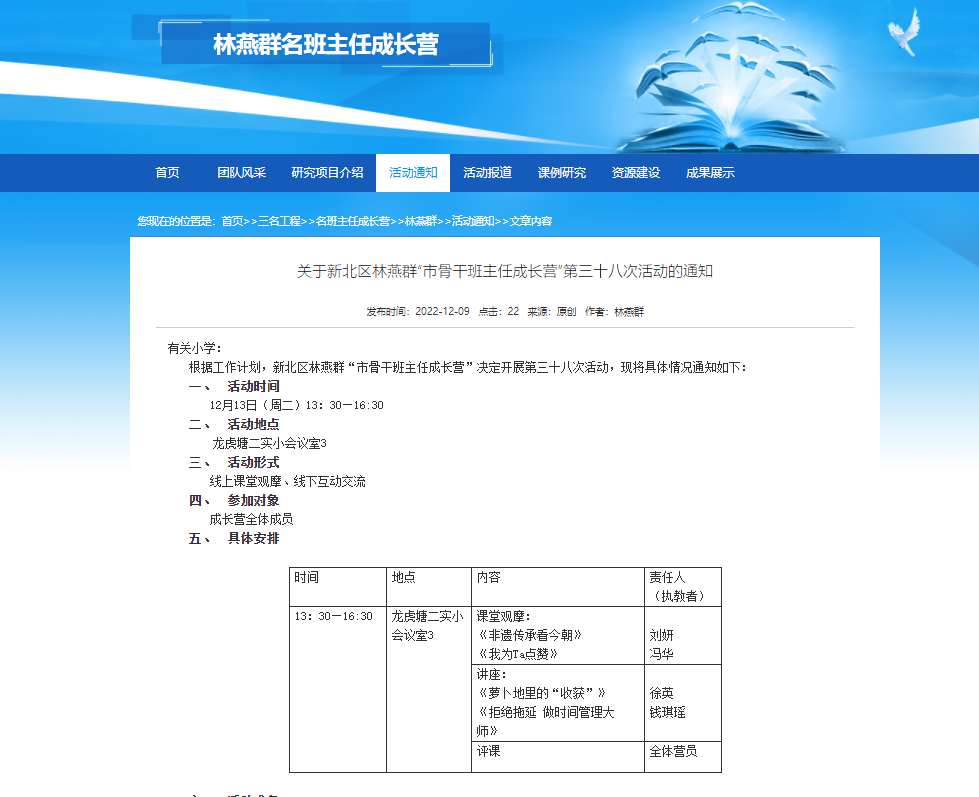 林燕群名班主任成长营
首页 团队风采 研究项目介绍 活动通知 活动报道 课例研究 资源建设 成果展示
您现在的位置是：首页>>三名工程>>名班主任成长营>>林燕群>>活动通知>>文章内容
关于新北区林燕群“市骨干班主任成长营”第三十八次活动的通知
发布时间：2022-12-09 点击：22 来源：原创 作者：林燕群
有关小学：
根据工作计划，新北区林燕群“市骨干班主任成长营”决定开展第三十八次活动，现将具体情况通知如下：
一、 活动时间
12月13日（周二）13：30—16:30
二、 活动地点
龙虎塘二实小会议室3
三、 活动形式
线上课堂观摩、线下互动交流
四、 参加对象
成长营全体成员
五、 具体安排
时间 地点 内容 责任人
（执教者）
13：30—16:30 龙虎塘二实小 课堂观摩：
会议室3 《非遗传承看今朝》 刘妍
《我为Ta点赞》 冯华
讲座：
《萝卜地里的“收获”》 徐英
《拒绝拖延 做时间管理大 钱琪瑶
师》
评课 全体营员